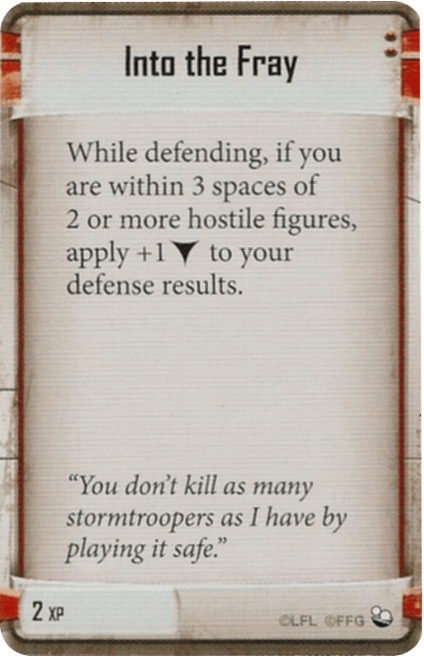 Into the Fray
While defending, if you
are within 3 spaces of
2 or more hostile figures,
apply +1 to your
defense results.
“You don’t kill as many
stormtroopers as I have by
playing it safe.”
2 XP
©LFL ©FFG